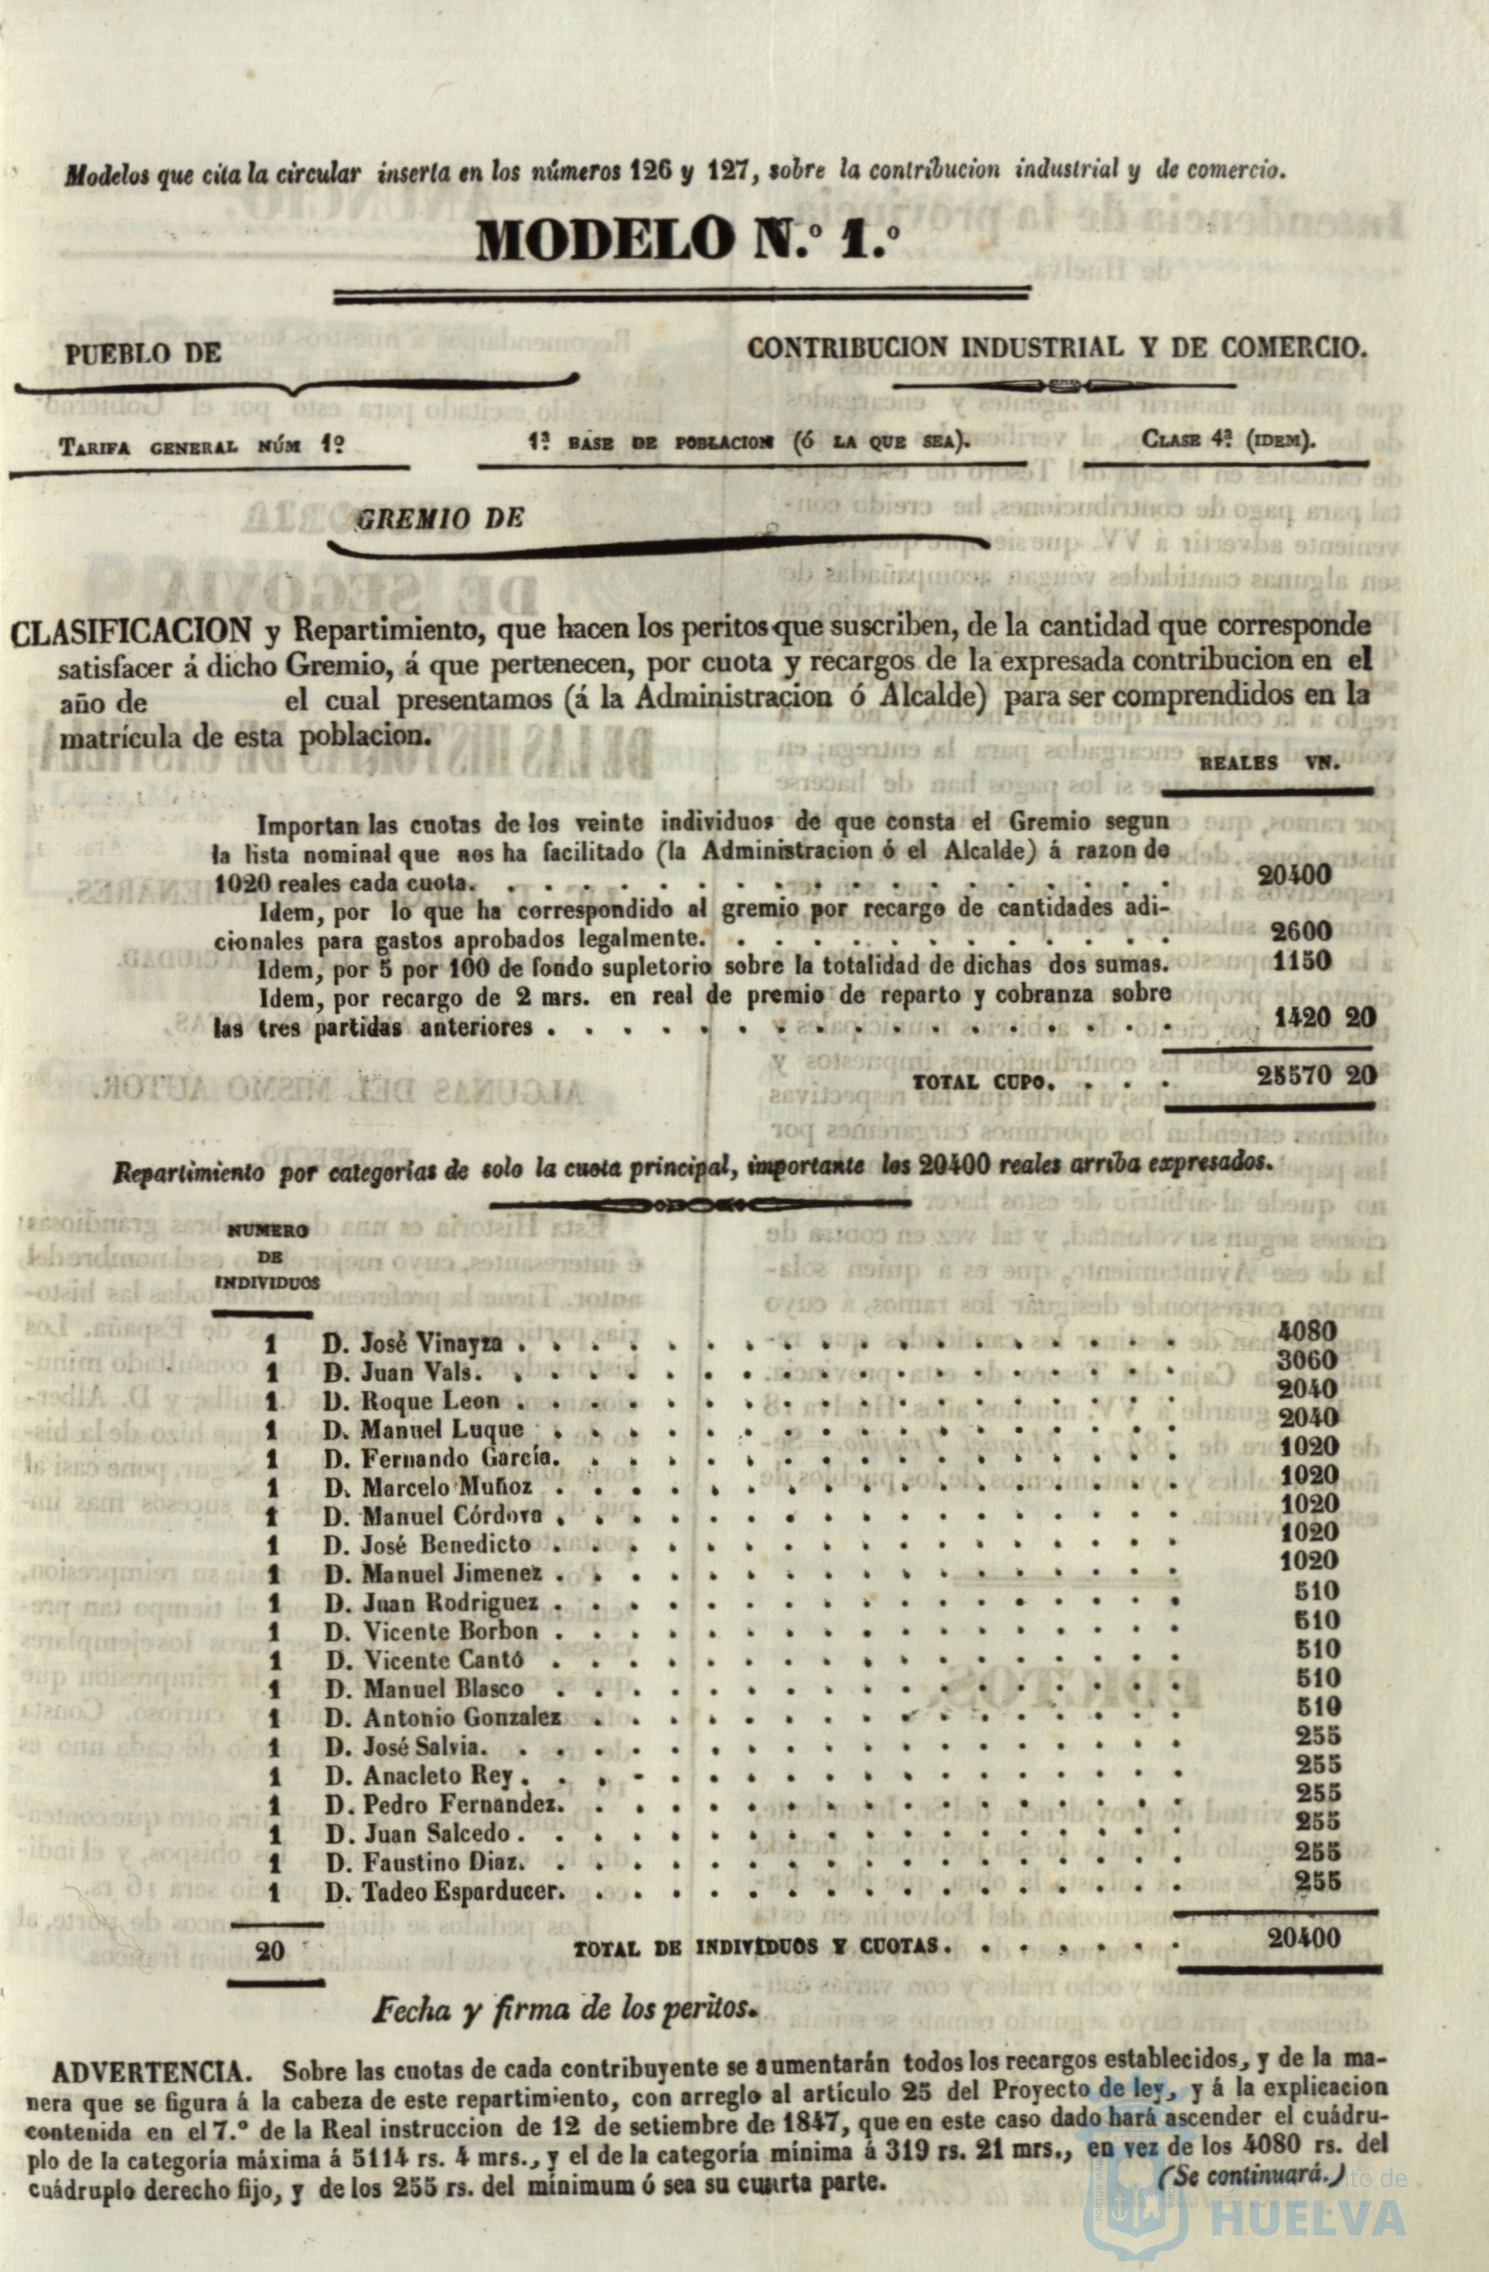 Modelos que cita la circular inserta en los números 126 y 127, sobre la contribucion industrial y de comercio.
MODELO N.º 1.º
PUEBLO DE
CONTRIBUCION INDUSTRIAL Y DE COMERCIO.
TARIFA GENERAL NÚM 1º 1ª BASE DE POBLACION (Ó LA QUE SEA). CLASE 4ª (IDEM).
GREMIO DE
CLASIFICACION y Repartimiento, que hacen los peritos que suscriben, de la cantidad que corresponde
satisfacer á dicho Gremio, á que pertenecen, por cuota y recargos de la expresada contribucion en el
año de el cual presentamos (á la Administracion ó Alcalde) para ser comprendidos en la
matrícula de esta poblacion.
REALES VN.
Importan las cuotas de los veinte individuos de que consta el Gremio segun
la lista nominal que nos ha facilitado (la Administracion ó el Alcalde) á razon de
1020 reales cada cuota. . . . . . . . . . . . . . . . . . . 20400
Idem, por lo que ha correspondido al gremio por recargo de cantidades adi-
cionales para gastos aprobados legalmente. . . . . . . . . . . . . 2600
Idem, por 5 por 100 de fondo supletorio sobre la totalidad de dichas dos sumas. 1150
Idem, por recargo de 2 mrs. en real de premio de reparto y cobranza sobre
las tres partidas anteriores . . . . . . . . . . . . . . . . . 1420 20
TOTAL CUPO. . . . 25570 20
Repartimiento por categorías de solo la cuota principal, importante los 20400 reales arriba expresados.
NUMERO
DE
INDIVIDUOS
1 D. José Vinayza . . . . . . . . . . . . . . . . . . 4080
1 D. Juan Vals. . . . . . . . . . . . . . . . . . . 3060
1 D. Roque Leon . . . . . . . . . . . . . . . . . . 2040
1 D. Manuel Luque . . . . . . . . . . . . . . . . . 2040
1 D. Fernando García. . . . . . . . . . . . . . . . . 1020
1 D. Marcelo Muñoz . . . . . . . . . . . . . . . . . 1020
1 D. Manuel Córdova . . . . . . . . . . . . . . . . . 1020
1 D. José Benedicto . . . . . . . . . . . . . . . . . 1020
1 D. Manuel Jimenez . . . . . . . . . . . . . . . . . 1020
1 D. Juan Rodriguez . . . . . . . . . . . . . . . . . 510
1 D. Vicente Borbon . . . . . . . . . . . . . . . . . 510
1 D. Vicente Cantó . . . . . . . . . . . . . . . . . 510
1 D. Manuel Blasco . . . . . . . . . . . . . . . . . 510
1 D. Antonio Gonzalez . . . . . . . . . . . . . . . . 510
1 D. José Salvia. . . . . . . . . . . . . . . . . . . 255
1 D. Anacleto Rey . . . . . . . . . . . . . . . . . . 255
1 D. Pedro Fernandez. . . . . . . . . . . . . . . . . 255
1 D. Juan Salcedo . . . . . . . . . . . . . . . . . . 255
1 D. Faustino Diaz. . . . . . . . . . . . . . . . . . 255
1 D. Tadeo Esparducer. . . . . . . . . . . . . . . . . 255
20 TOTAL DE INDIVIDUOS Y CUOTAS. . . . . . . 20400
Fecha y firma de los peritos.
ADVERTENCIA. Sobre las cuotas de cada contribuyente se aumentarán todos los recargos establecidos, y de la ma-
nera que se figura á la cabeza de este repartimiento, con arreglo al artículo 25 del Proyecto de ley, y á la explicacion
contenida en el 7.º de la Real instruccion de 12 de setiembre de 1847, que en este caso dado hará ascender el cuádru-
plo de la categoría máxima á 5114 rs. 4 mrs., y el de la categoría mínima á 319 rs. 21 mrs., en vez de los 4080 rs. del
cuádruplo derecho fijo, y de los 255 rs. del mínimum ó sea su cuarta parte.
(Se continuará.)
HUELVA